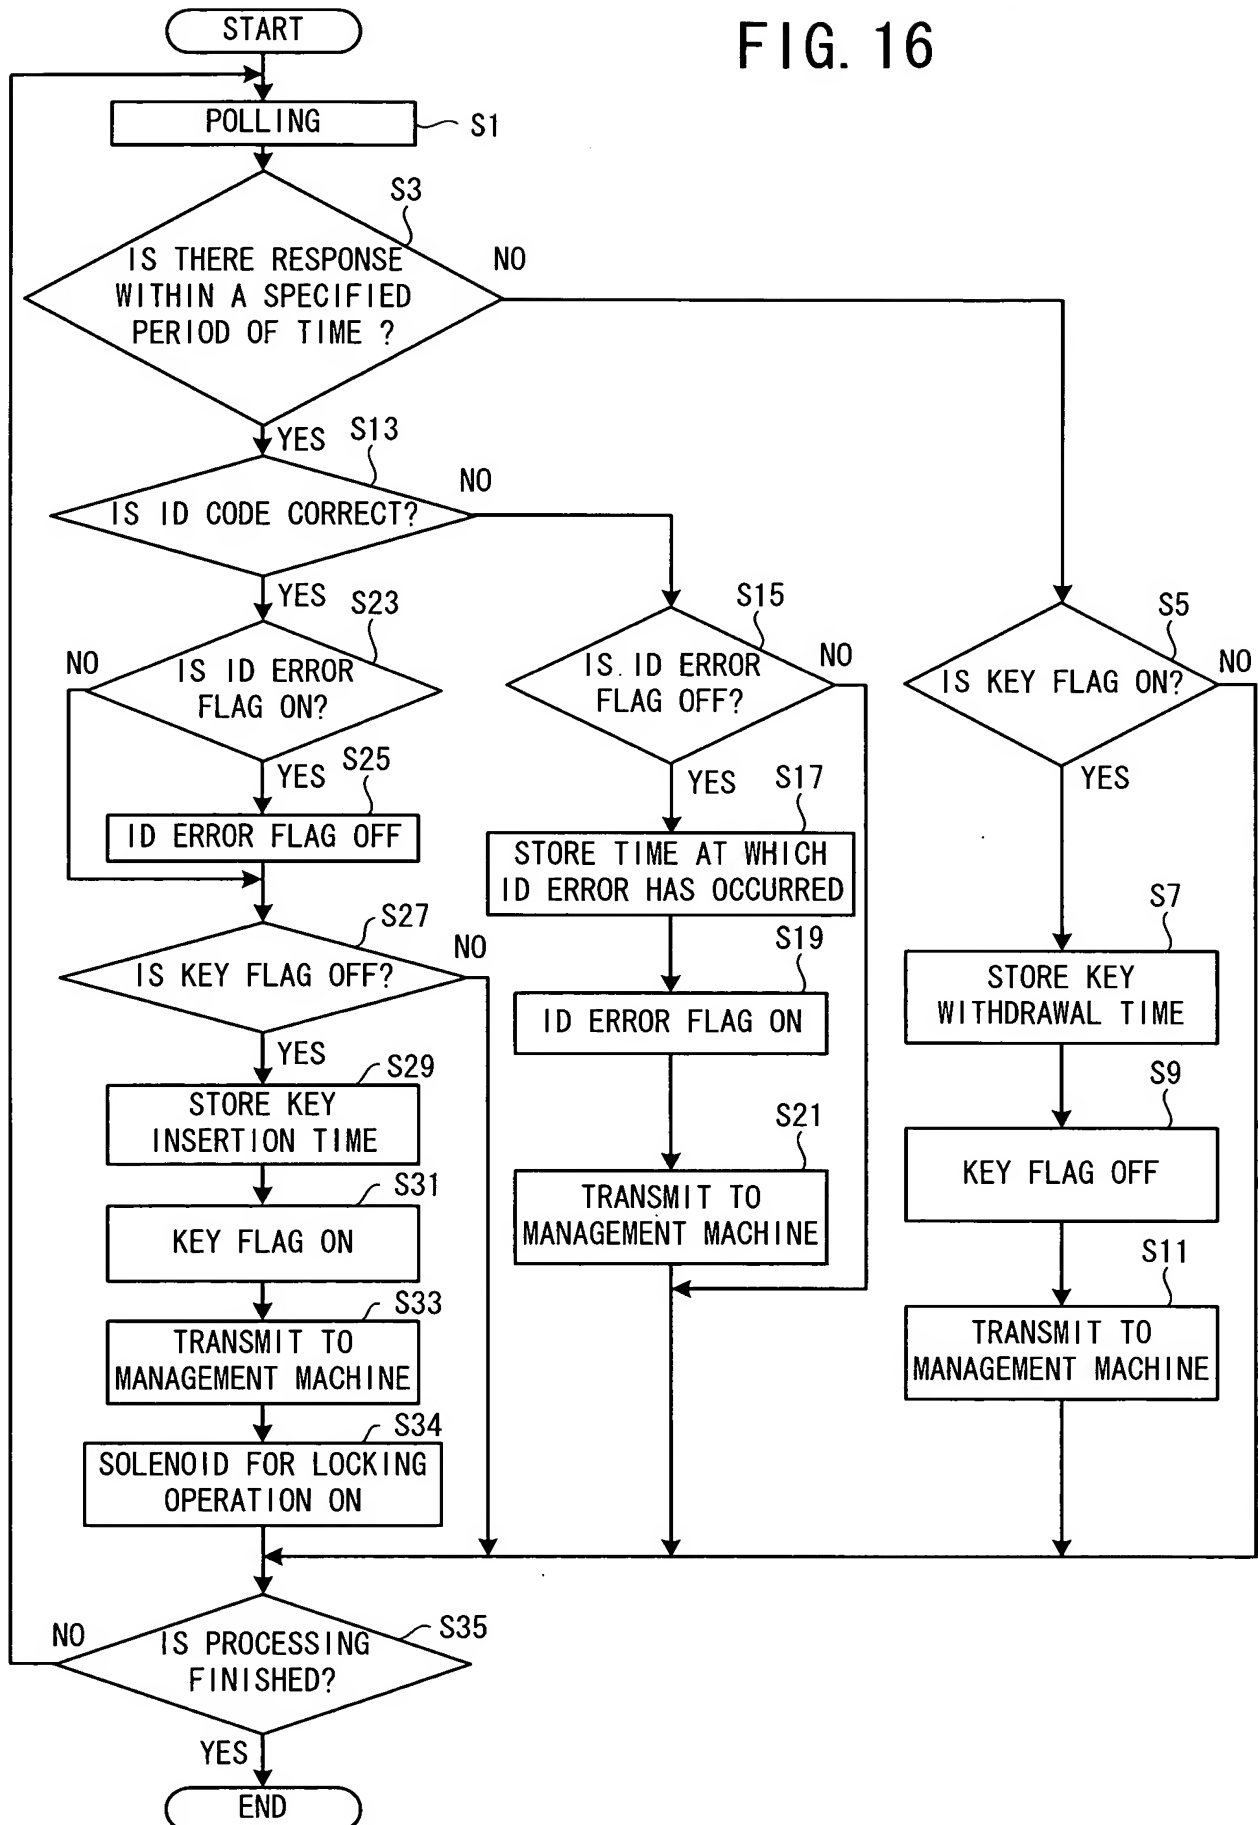 FIG. 16
START
POLLING
S1
S3
IS THERE RESPONSE
WITHIN A SPECIFIED
PERIOD OF TIME ?
NO
YES
S13
IS ID CODE CORRECT?
NO
YES
S23
NO
IS ID ERROR
FLAG ON?
YES
S25
ID ERROR FLAG OFF
S27
IS KEY FLAG OFF?
NO
YES
S29
STORE KEY
INSERTION TIME
S31
KEY FLAG ON
S33
TRANSMIT TO
MANAGEMENT MACHINE
S34
SOLENOID FOR LOCKING
OPERATION ON
S15
IS ID ERROR
FLAG OFF?
NO
YES
S17
STORE TIME AT WHICH
ID ERROR HAS OCCURRED
S19
ID ERROR FLAG ON
S21
TRANSMIT TO
MANAGEMENT MACHINE
S5
IS KEY FLAG ON?
NO
YES
S7
STORE KEY
WITHDRAWAL TIME
S9
KEY FLAG OFF
S11
TRANSMIT TO
MANAGEMENT MACHINE
S35
NO
IS PROCESSING
FINISHED?
YES
END